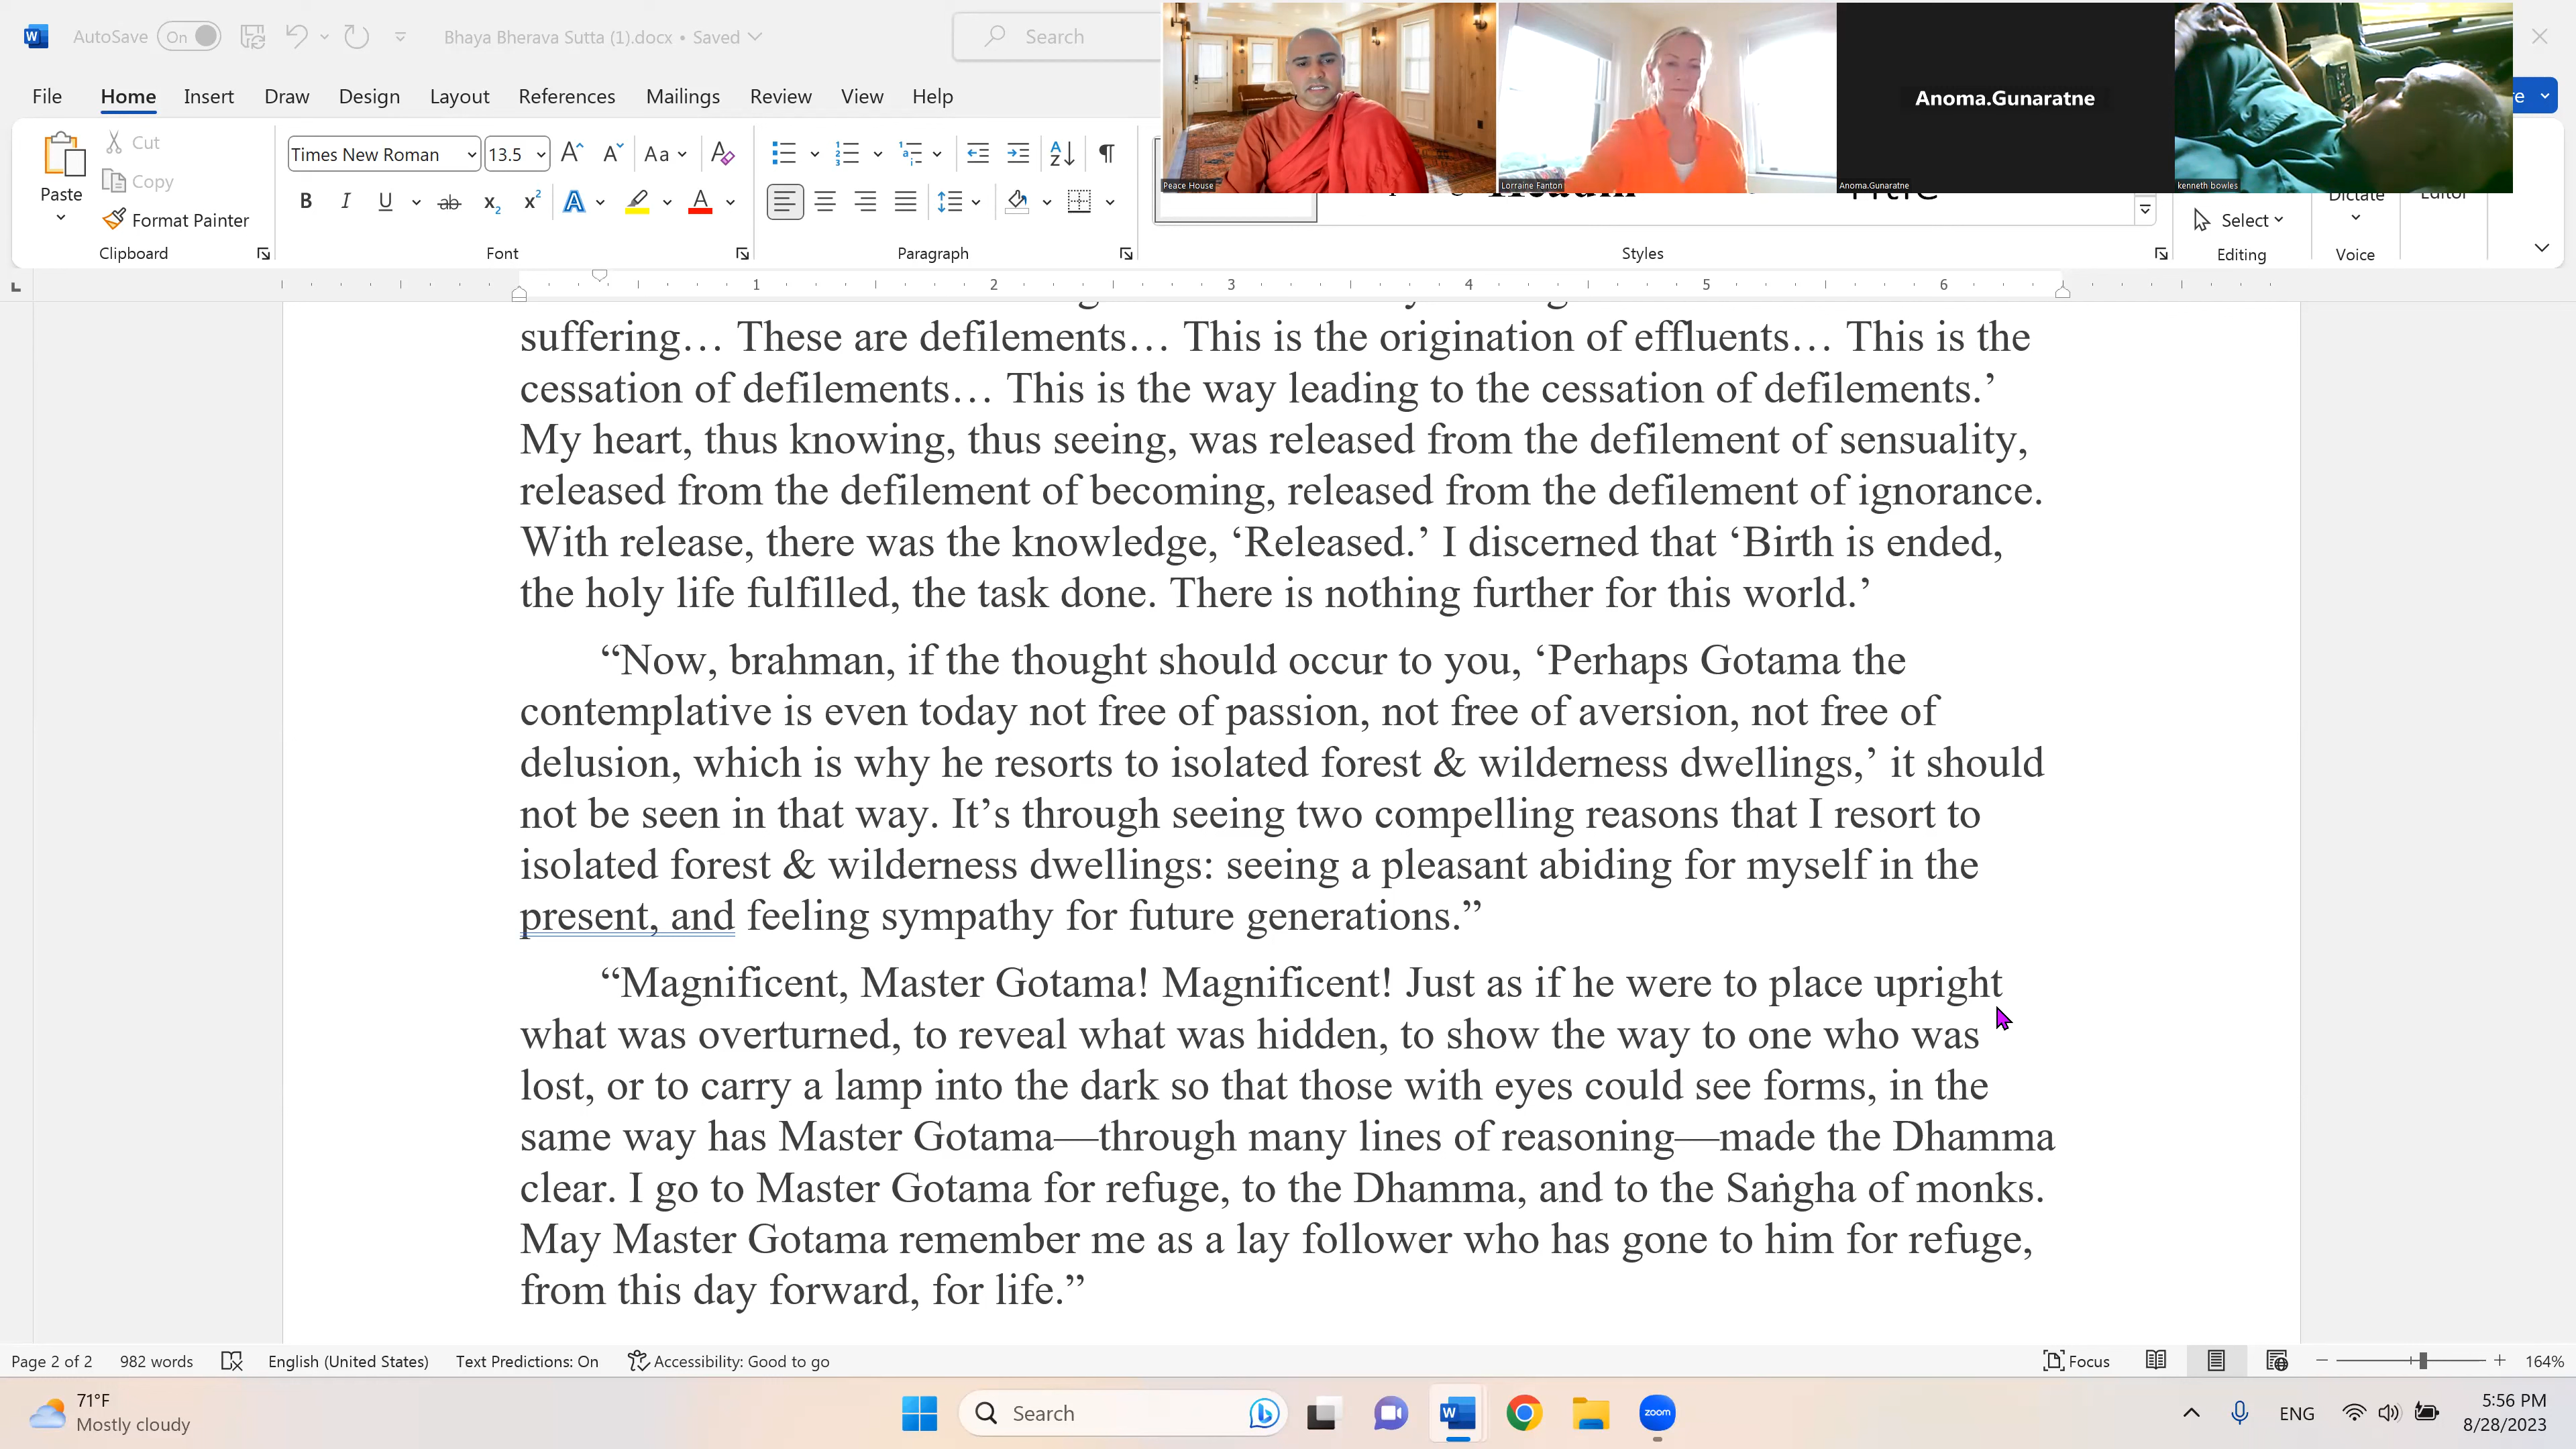 AutoSave On Bhaya Bherava Sutta (1).docx • Saved Search
File Home Insert Draw Design Layout References Mailings Review View Help
Paste Cut Copy Format Painter
Clipboard
Times New Roman 13.5
Font
Paragraph
Styles
Select
Editing
Dictate
Voice
Editor
Peace House
Lorraine Fanton
Anoma.Gunaratne
Anoma.Gunaratne
kenneth bowles
1 2 3 4 5 6
suffering… These are defilements… This is the origination of effluents… This is the
cessation of defilements… This is the way leading to the cessation of defilements.’
My heart, thus knowing, thus seeing, was released from the defilement of sensuality,
released from the defilement of becoming, released from the defilement of ignorance.
With release, there was the knowledge, ‘Released.’ I discerned that ‘Birth is ended,
the holy life fulfilled, the task done. There is nothing further for this world.’
“Now, brahman, if the thought should occur to you, ‘Perhaps Gotama the
contemplative is even today not free of passion, not free of aversion, not free of
delusion, which is why he resorts to isolated forest & wilderness dwellings,’ it should
not be seen in that way. It’s through seeing two compelling reasons that I resort to
isolated forest & wilderness dwellings: seeing a pleasant abiding for myself in the
present, and feeling sympathy for future generations.”
“Magnificent, Master Gotama! Magnificent! Just as if he were to place upright
what was overturned, to reveal what was hidden, to show the way to one who was
lost, or to carry a lamp into the dark so that those with eyes could see forms, in the
same way has Master Gotama—through many lines of reasoning—made the Dhamma
clear. I go to Master Gotama for refuge, to the Dhamma, and to the Saṅgha of monks.
May Master Gotama remember me as a lay follower who has gone to him for refuge,
from this day forward, for life.”
Page 2 of 2 982 words English (United States) Text Predictions: On Accessibility: Good to go Focus 164%
71°F
Mostly cloudy
Search
zoom
ENG
5:56 PM
8/28/2023